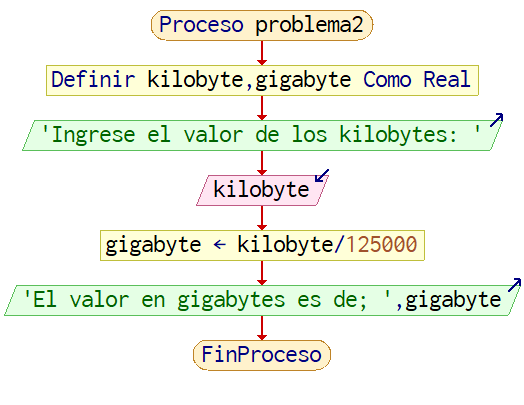 Proceso problema2
Definir kilobyte,gigabyte Como Real
'Ingrese el valor de los kilobytes: '
kilobyte
gigabyte ← kilobyte/125000
'El valor en gigabytes es de; ',gigabyte
FinProceso